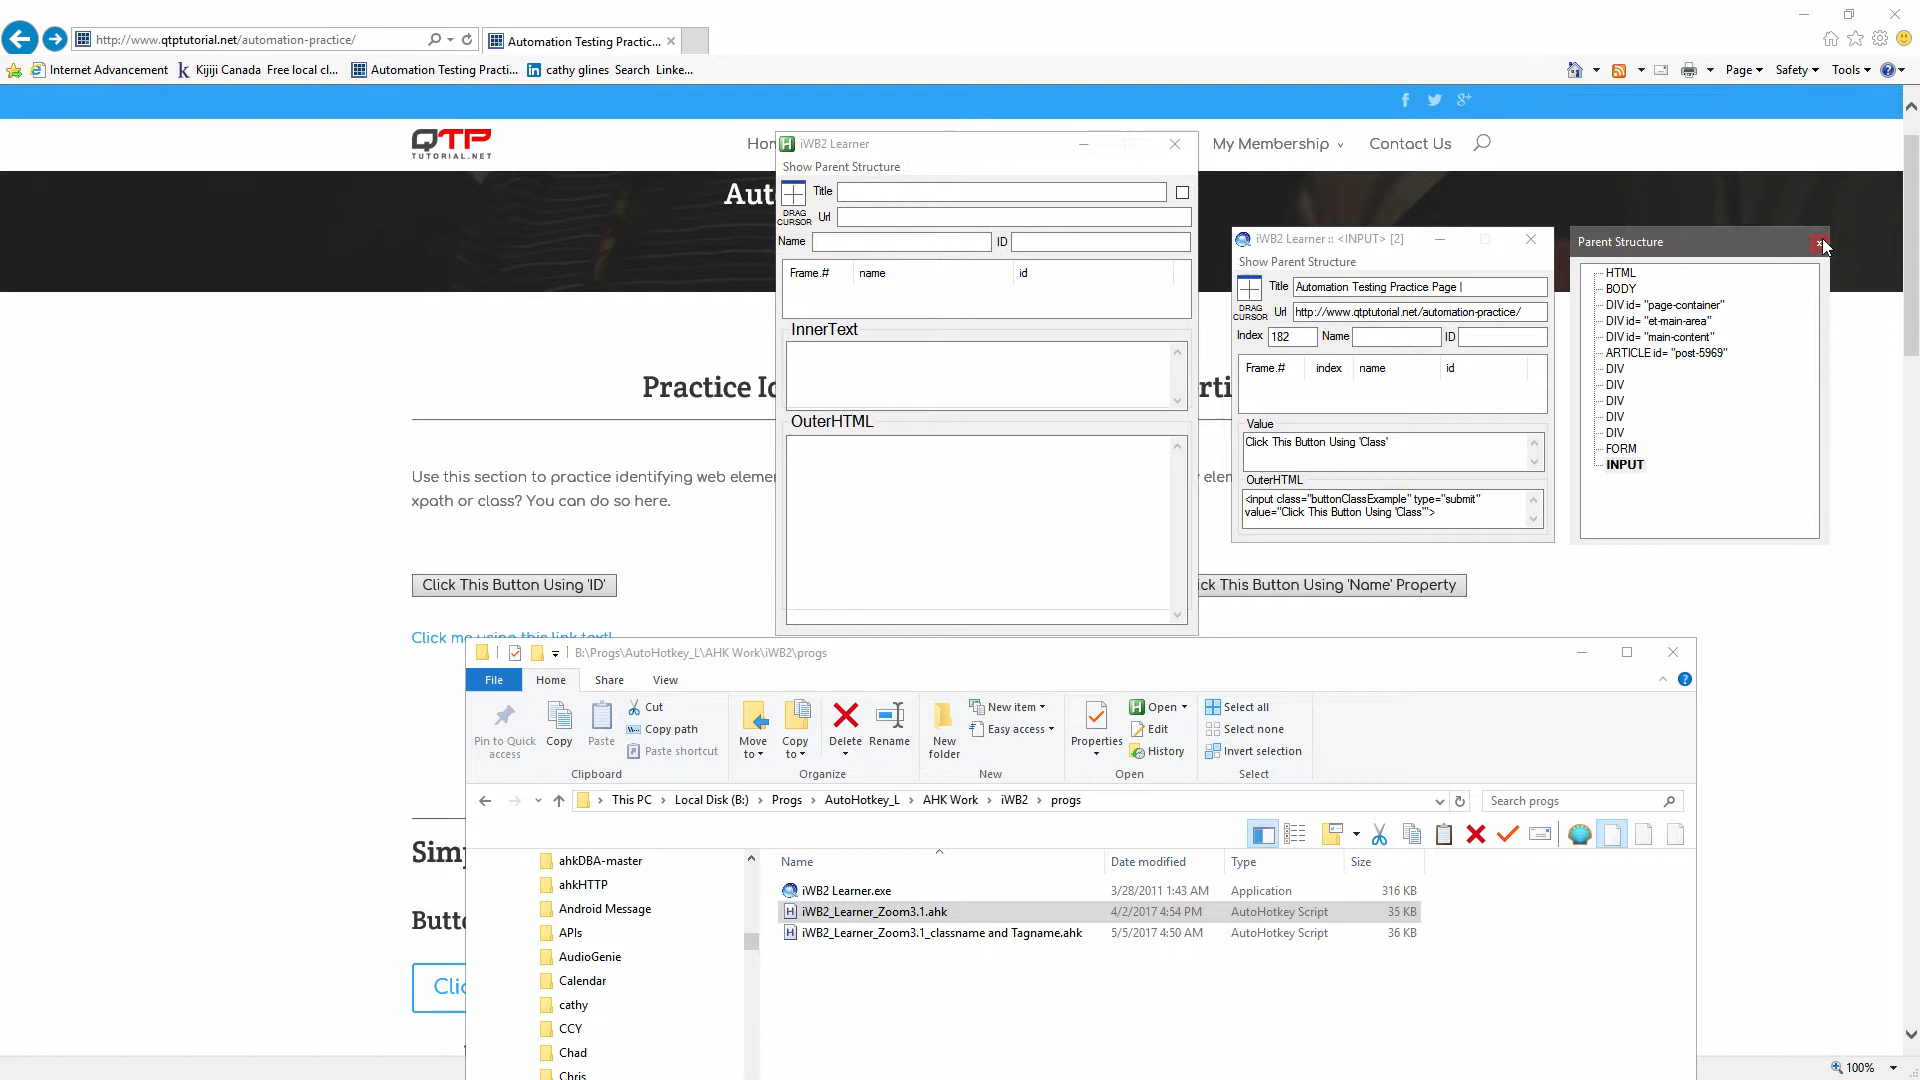 http://www.qtptutorial.net/automation-practice/
Automation Testing Practic...
Internet Advancement
Kijiji Canada Free local cl...
Automation Testing Practi...
cathy glines Search Linke...
Page
Safety
Tools
QTP
TUTORIAL.NET
My Membership
Contact Us
iWB2 Learner
Show Parent Structure
DRAG
CURSOR
Title
Url
Name
ID
Frame.#
name
id
InnerText
OuterHTML
iWB2 Learner :: <INPUT> [2]
Show Parent Structure
DRAG
CURSOR
Title
Automation Testing Practice Page |
Url
http://www.qtptutorial.net/automation-practice/
Index
182
Name
ID
Frame.#
index
name
id
Value
Click This Button Using 'Class'
OuterHTML
<input class="buttonClassExample" type="submit"
value="Click This Button Using 'Class'">
Parent Structure
HTML
BODY
DIV id= "page-container"
DIV id= "et-main-area"
DIV id= "main-content"
ARTICLE id= "post-5969"
DIV
DIV
DIV
DIV
DIV
FORM
INPUT
Use this section to practice identifying web eleme
xpath or class? You can do so here.
Click This Button Using 'ID'
ck This Button Using 'Name' Property
Click me using this link text!
B:\Progs\AutoHotkey_L\AHK Work\iWB2\progs
File
Home
Share
View
Pin to Quick
access
Copy
Paste
Cut
Copy path
Paste shortcut
Clipboard
Move
to
Copy
to
Delete
Rename
Organize
New
folder
New item
Easy access
New
Properties
Open
Edit
History
Open
Select all
Select none
Invert selection
Select
This PC
Local Disk (B:)
Progs
AutoHotkey_L
AHK Work
iWB2
progs
Search progs
ahkDBA-master
ahkHTTP
Android Message
APIs
AudioGenie
Calendar
cathy
CCY
Chad
Chris
Name
Date modified
Type
Size
iWB2 Learner.exe
3/28/2011 1:43 AM
Application
316 KB
iWB2_Learner_Zoom3.1.ahk
4/2/2017 4:54 PM
AutoHotkey Script
35 KB
iWB2_Learner_Zoom3.1_classname and Tagname.ahk
5/5/2017 4:50 AM
AutoHotkey Script
36 KB
100%